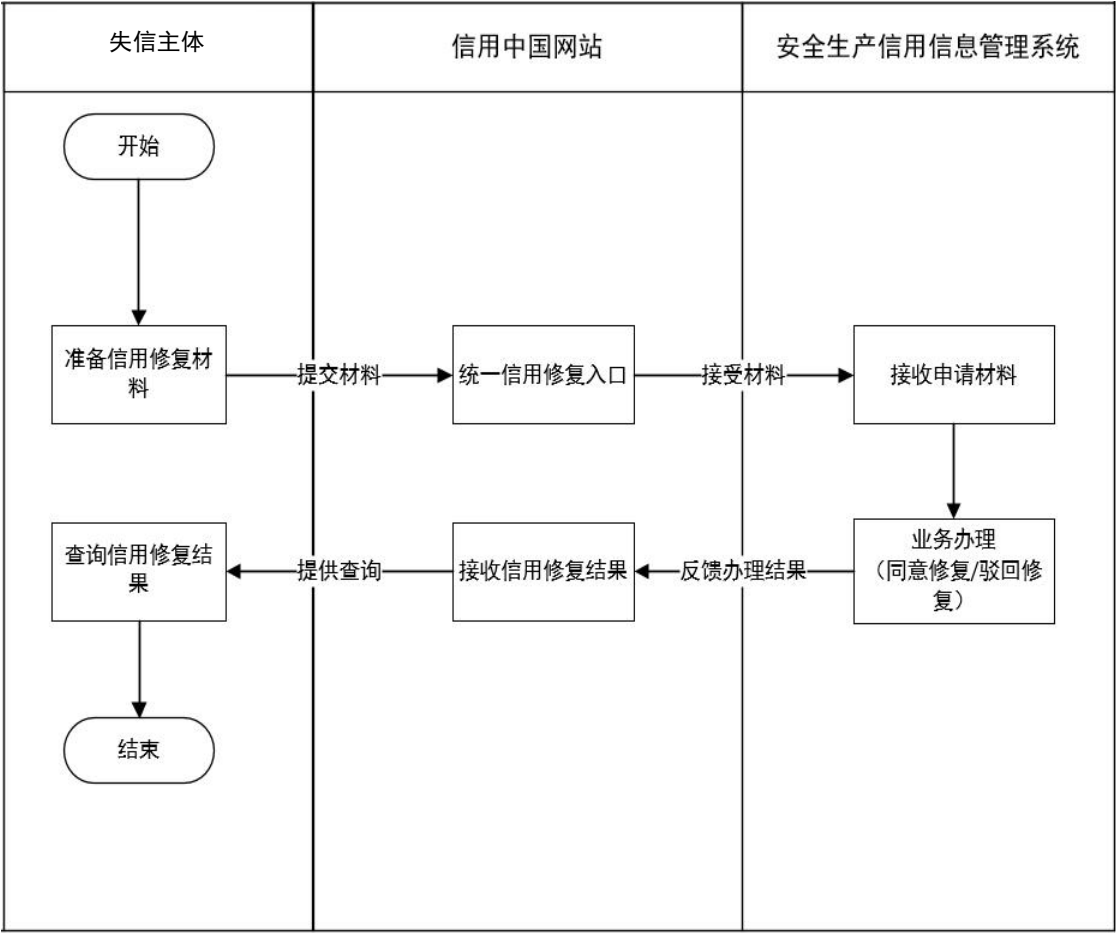 失信主体
信用中国网站
安全生产信用信息管理系统
开始
准备信用修复材
料
提交材料
统一信用修复入口
接受材料
接收申请材料
查询信用修复结
果
提供查询
接收信用修复结果
反馈办理结果
业务办理
（同意修复/驳回修
复）
结束